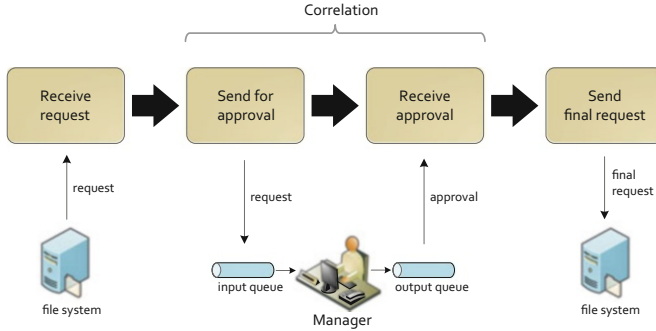 Correlation
Receive
request
Send for
approval
Receive
approval
Send
final request
request
request
approval
final
request
input queue
output queue
file system
Manager
file system